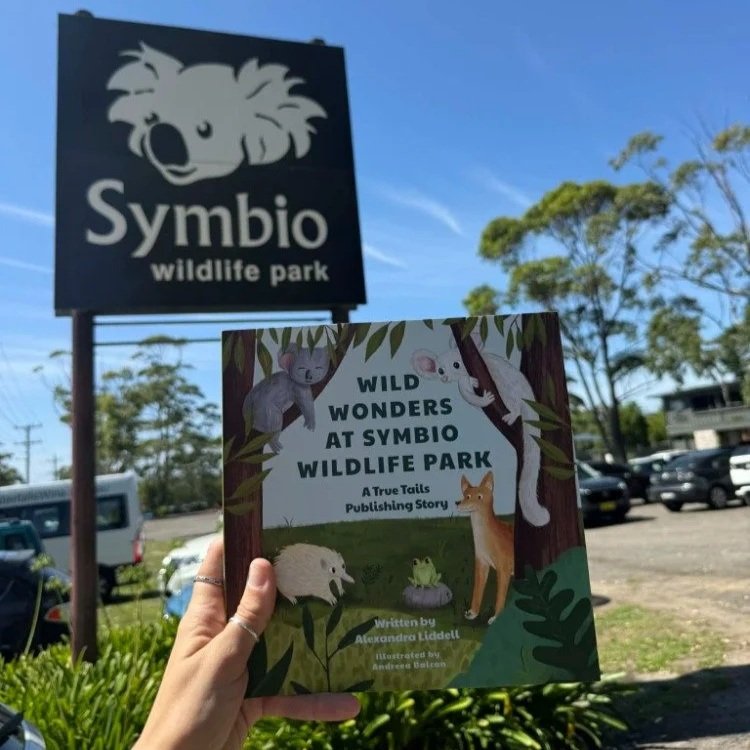 Symbio
wildlife park
WILD
WONDERS
AT SYMBIO
WILDLIFE PARK
A True Tails
Publishing Story
Written by
Alexandra Liddell
Illustrated by
Andreea Balcan